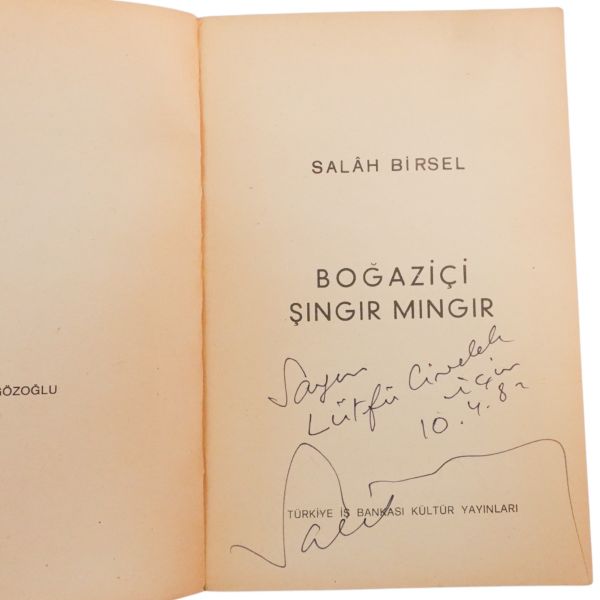 SALÂH BİRSEL
BOĞAZİÇİ
ŞINGIR MINGIR
Sayın
Lütfü Civelek
için
10.4.82
GÖZOĞLU
TÜRKİYE İŞ BANKASI KÜLTÜR YAYINLARI
Salâh